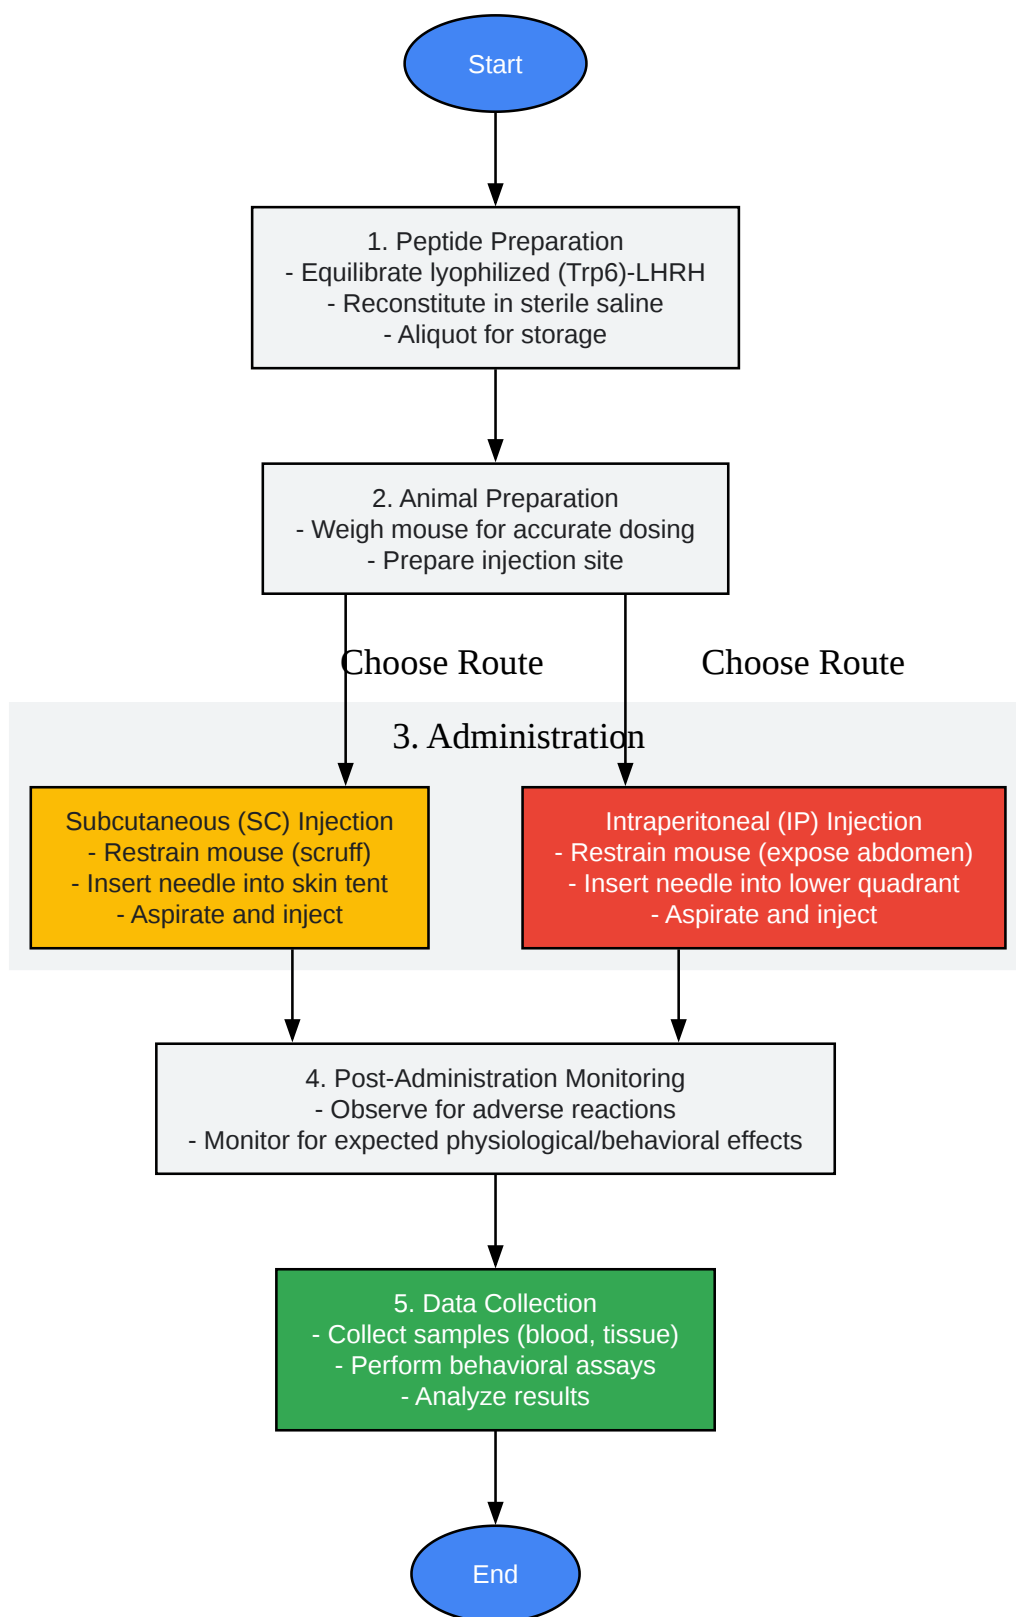 Start
1. Peptide Preparation
- Equilibrate lyophilized (Trp6)-LHRH
- Reconstitute in sterile saline
- Aliquot for storage
2. Animal Preparation
- Weigh mouse for accurate dosing
- Prepare injection site
Choose Route
Choose Route
3. Administration
Subcutaneous (SC) Injection
- Restrain mouse (scruff)
- Insert needle into skin tent
- Aspirate and inject
Intraperitoneal (IP) Injection
- Restrain mouse (expose abdomen)
- Insert needle into lower quadrant
- Aspirate and inject
4. Post-Administration Monitoring
- Observe for adverse reactions
- Monitor for expected physiological/behavioral effects
5. Data Collection
- Collect samples (blood, tissue)
- Perform behavioral assays
- Analyze results
End